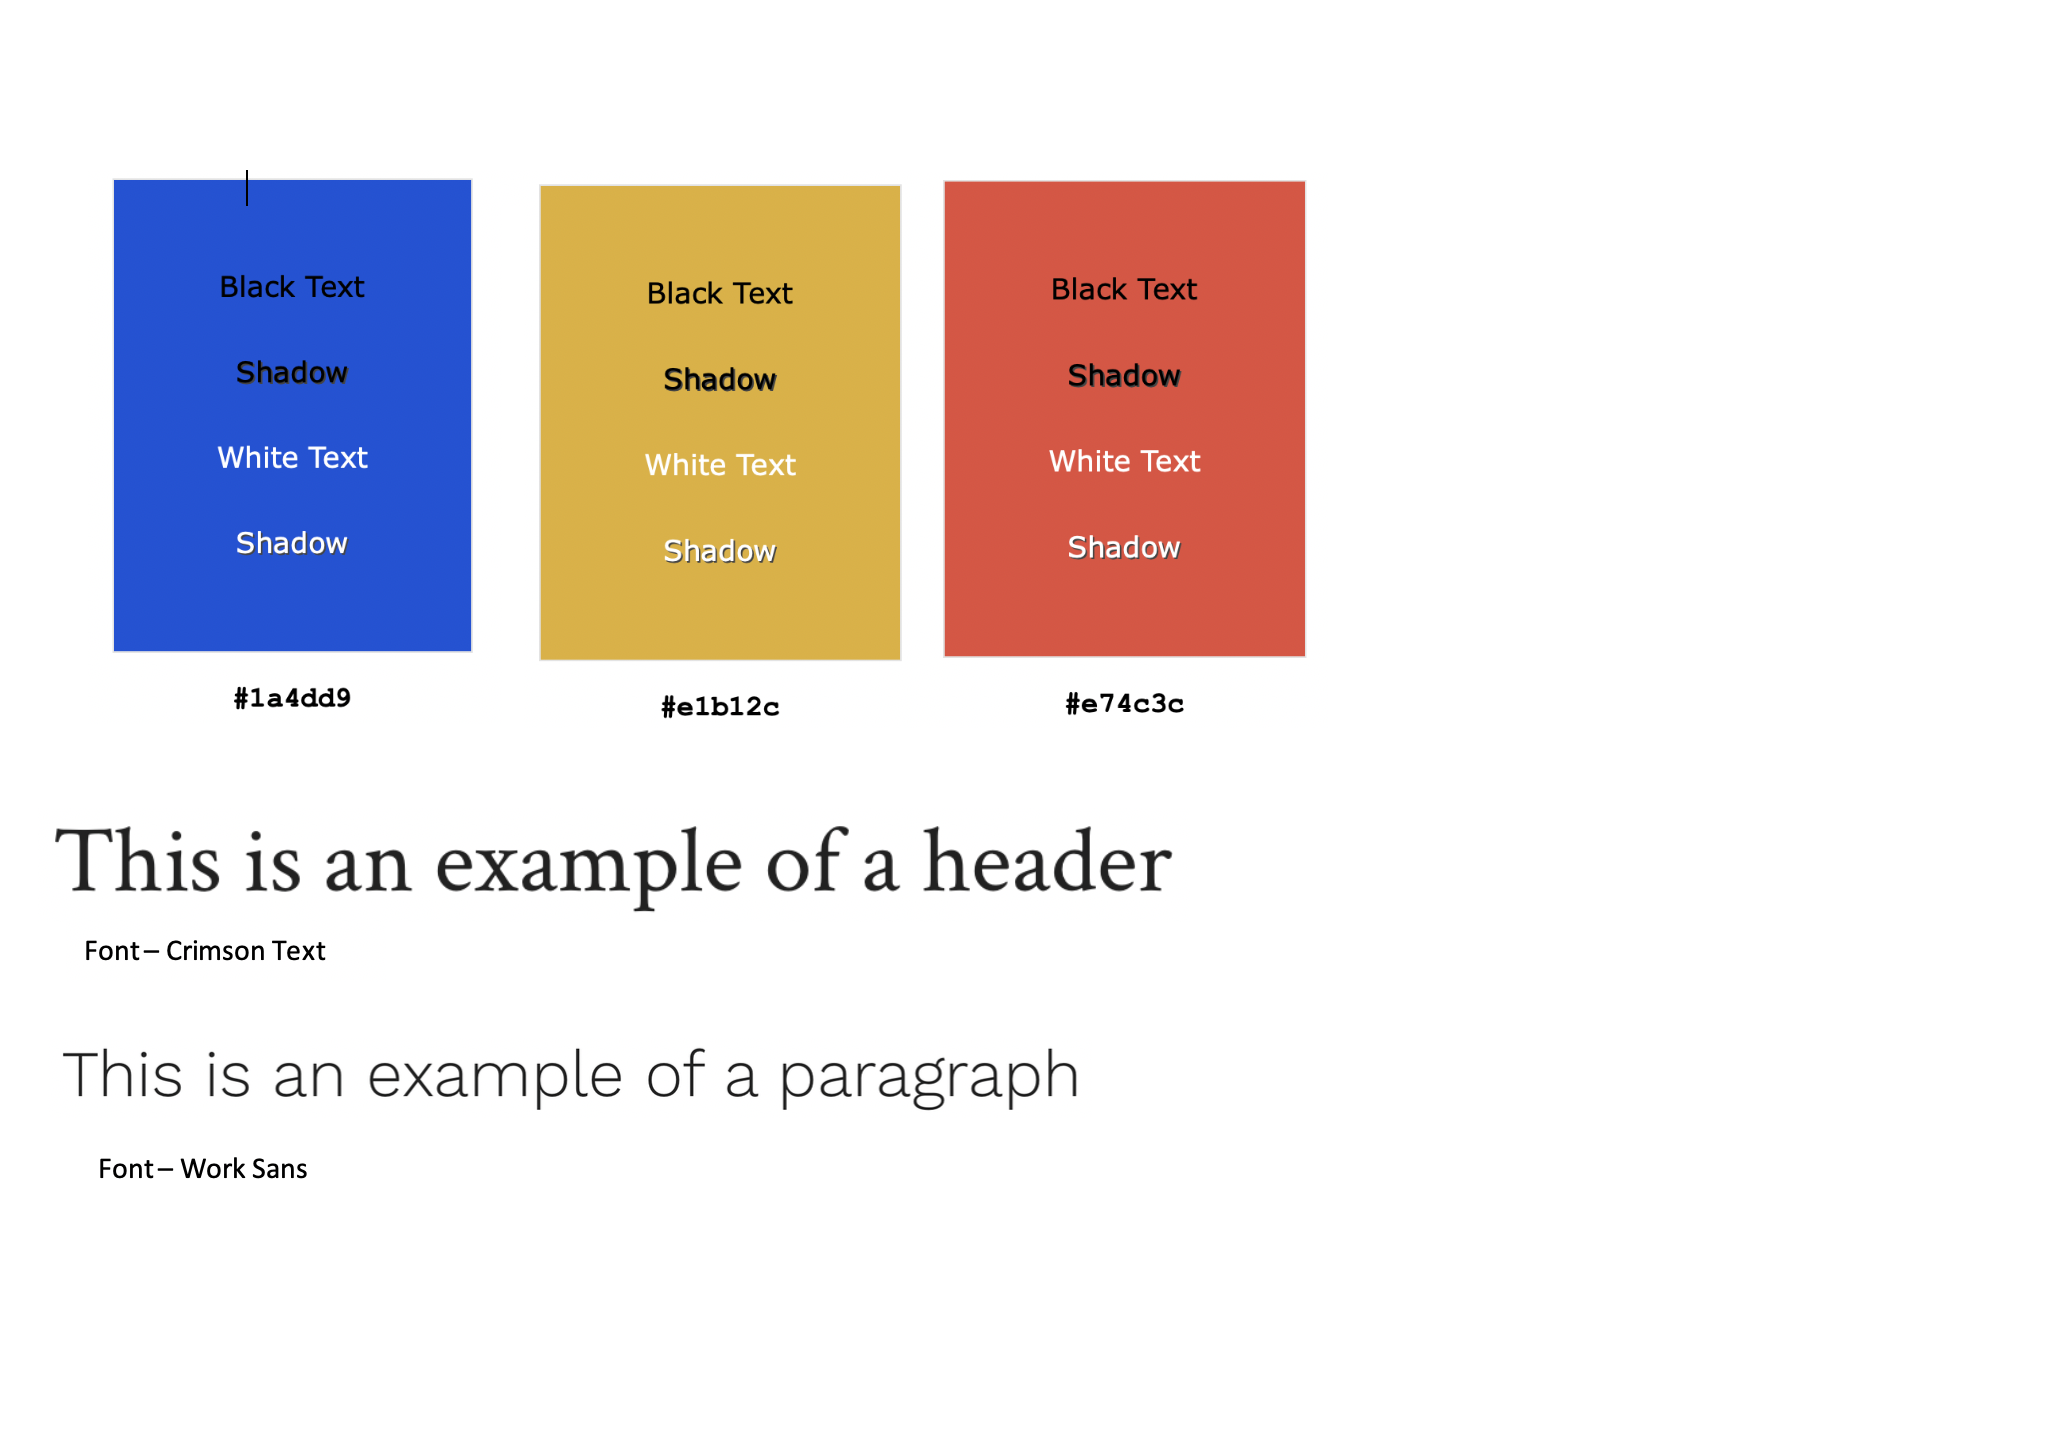 Black Text
Shadow
White Text
Shadow
#1a4dd9
Black Text
Shadow
White Text
Shadow
#e1b12c
Black Text
Shadow
White Text
Shadow
#e74c3c
This is an example of a header
Font – Crimson Text
This is an example of a paragraph
Font – Work Sans